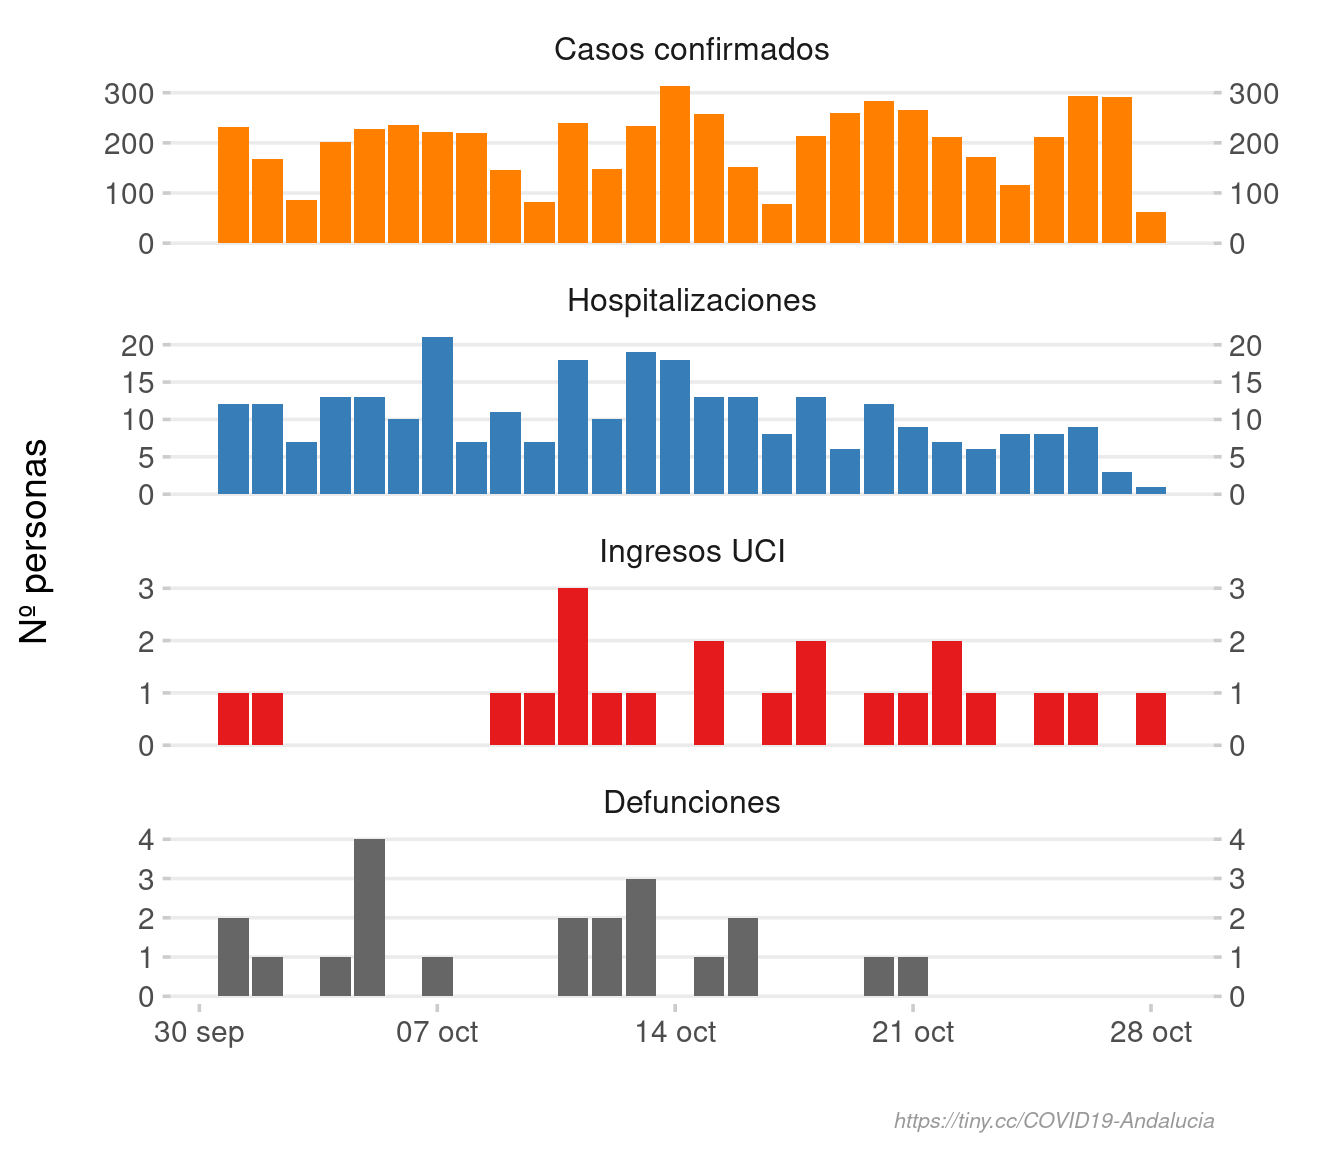 Casos confirmados
300 300
200 200
100 100
0 0
Hospitalizaciones
20 20
15 15
10 10
5 5
0 0
Nº personas
Ingresos UCI
3 3
2 2
1 1
0 0
Defunciones
4 4
3 3
2 2
1 1
0 0
30 sep 07 oct 14 oct 21 oct 28 oct
https://tiny.cc/COVID19-Andalucia